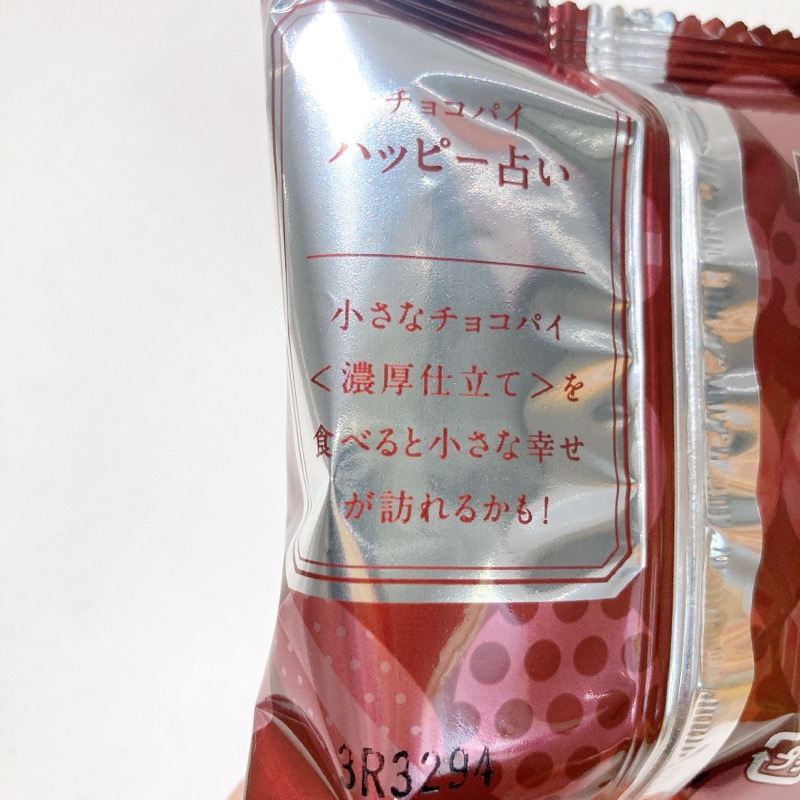 チョコパイ
ハッピー占い
小さなチョコパイ
＜濃厚仕立て＞を
食べると小さな幸せ
が訪れるかも!
3R3294
プラ